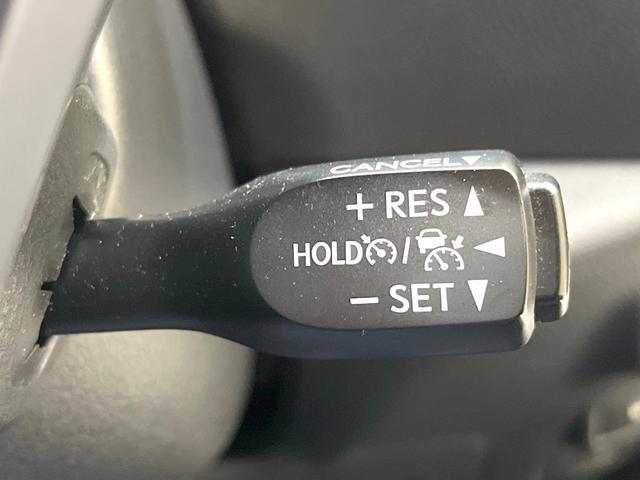 CANCEL▼
+ RES ▲
HOLD / ◀
− SET ▼